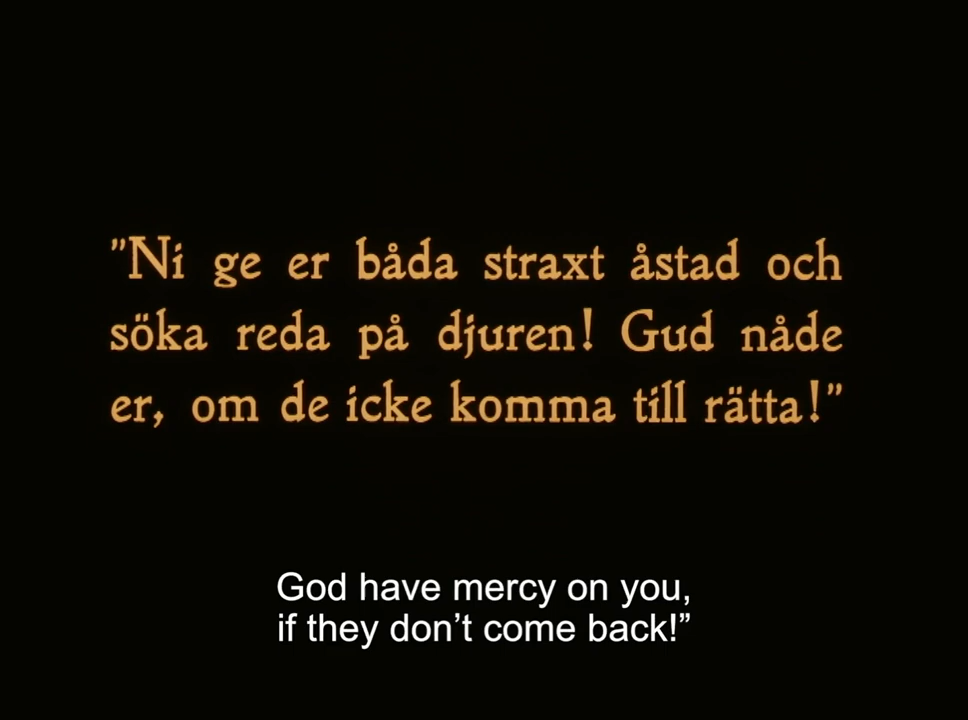 ”Ni ge er båda straxt åstad och
söka reda på djuren! Gud nåde
er, om de icke komma till rätta!”
God have mercy on you,
if they don’t come back!”